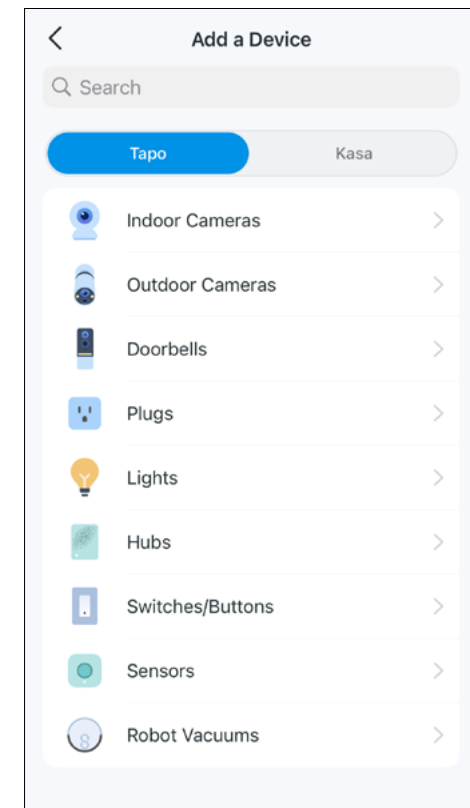 Add a Device
Search
Tapo
Kasa
Indoor Cameras
Outdoor Cameras
Doorbells
Plugs
Lights
Hubs
Switches/Buttons
Sensors
Robot Vacuums